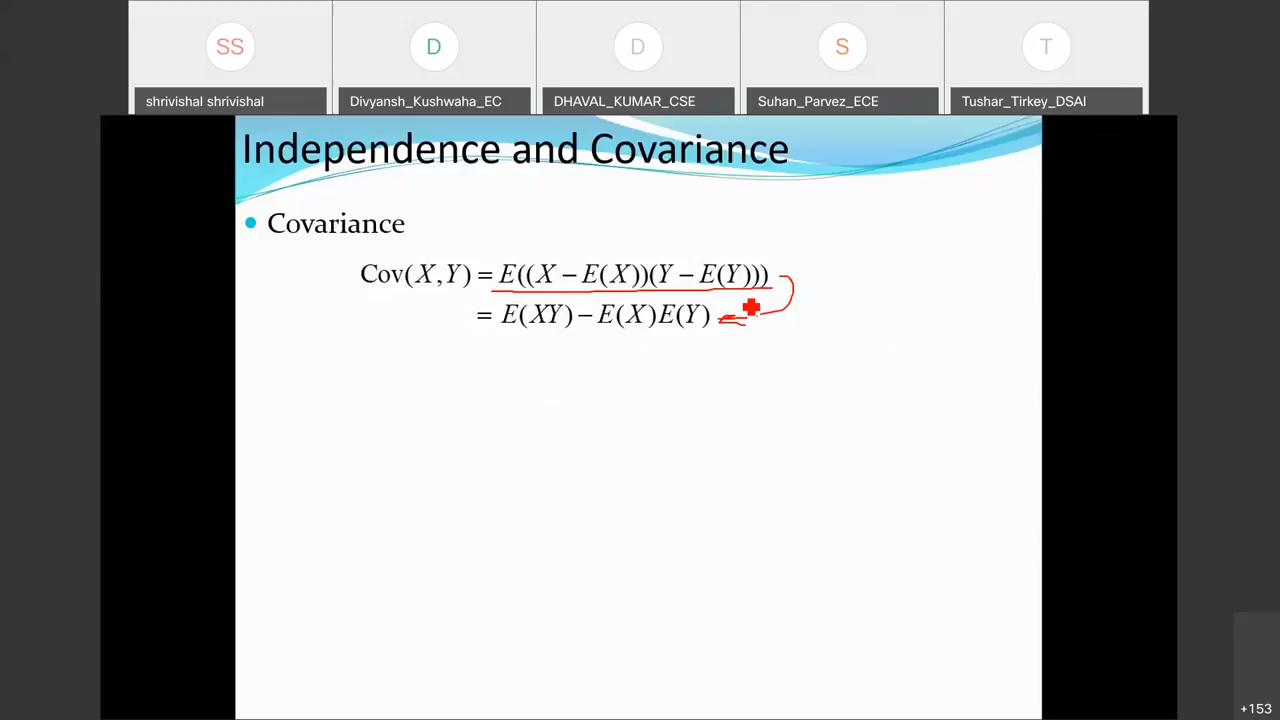 SS D D S T
shrivishal shrivishal Divyansh_Kushwaha_EC DHAVAL_KUMAR_CSE Suhan_Parvez_ECE Tushar_Tirkey_DSAI
Independence and Covariance
• Covariance
Cov(X,Y) = E((X − E(X))(Y − E(Y)))
= E(XY) − E(X)E(Y)
+153